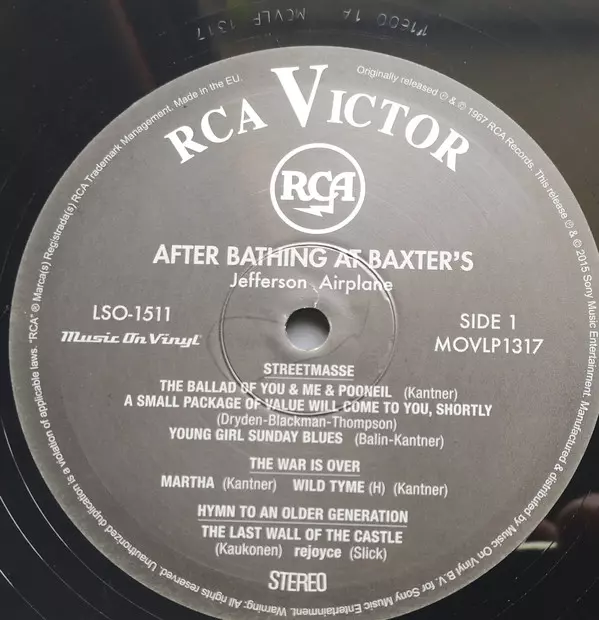 11600 1A MOVLP 1317
RCA VICTOR
RCA
AFTER BATHING AT BAXTER'S
Jefferson Airplane
LSO-1511
Music On Vinyl
SIDE 1
MOVLP1317
STREETMASSE
THE BALLAD OF YOU & ME & POONEIL (Kantner)
A SMALL PACKAGE OF VALUE WILL COME TO YOU, SHORTLY
(Dryden-Blackman-Thompson)
YOUNG GIRL SUNDAY BLUES (Balin-Kantner)
THE WAR IS OVER
MARTHA (Kantner) WILD TYME (H) (Kantner)
HYMN TO AN OLDER GENERATION
THE LAST WALL OF THE CASTLE
(Kaukonen) rejoyce (Slick)
STEREO
Originally released ℗ & © 1967 RCA Records. This release ℗ & © 2015 Sony Music Entertainment. Manufactured & distributed by Music On Vinyl B.V. for Sony Music Entertainment. Warning: All rights reserved. Unauthorized duplication is a violation of applicable laws. "RCA" ® Marca(s) Registrada(s) RCA Trademark Management. Made in the EU.